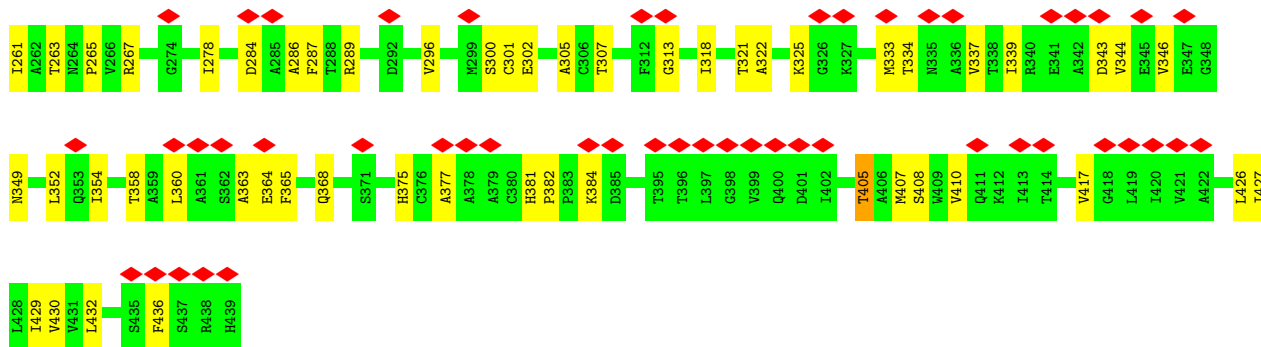 I261 A262 T263 N264 P265 V266 R267 G274 I278 D284 A285 A286 F287 T288 R289 D292 V296 M299 S300 C301 E302 A305 C306 T307 F312 G313 I318 T321 A322 K325 G326 K327 M333 T334 N335 A336 V337 T338 I339 R340 E341 A342 D343 V344 E345 V346 E347 G348
N349 L352 Q353 I354 T358 A359 L360 A361 S362 A363 E364 F365 Q368 S371 H375 C376 A377 A378 A379 C380 H381 P382 P383 K384 D385 T395 T396 L397 G398 V399 Q400 D401 I402 T405 A406 M407 S408 W409 V410 Q411 K412 I413 T414 V417 G418 L419 I420 V421 A422 L426 I427
L428 I429 V430 V431 L432 S435 F436 S437 R438 H439